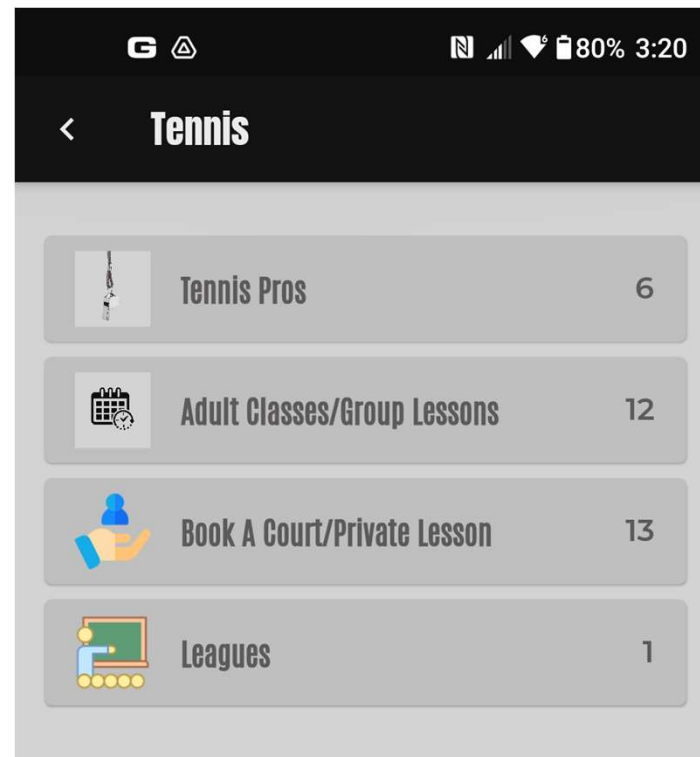 G 80% 3:20
Tennis
Tennis Pros 6
Adult Classes/Group Lessons 12
Book A Court/Private Lesson 13
Leagues 1